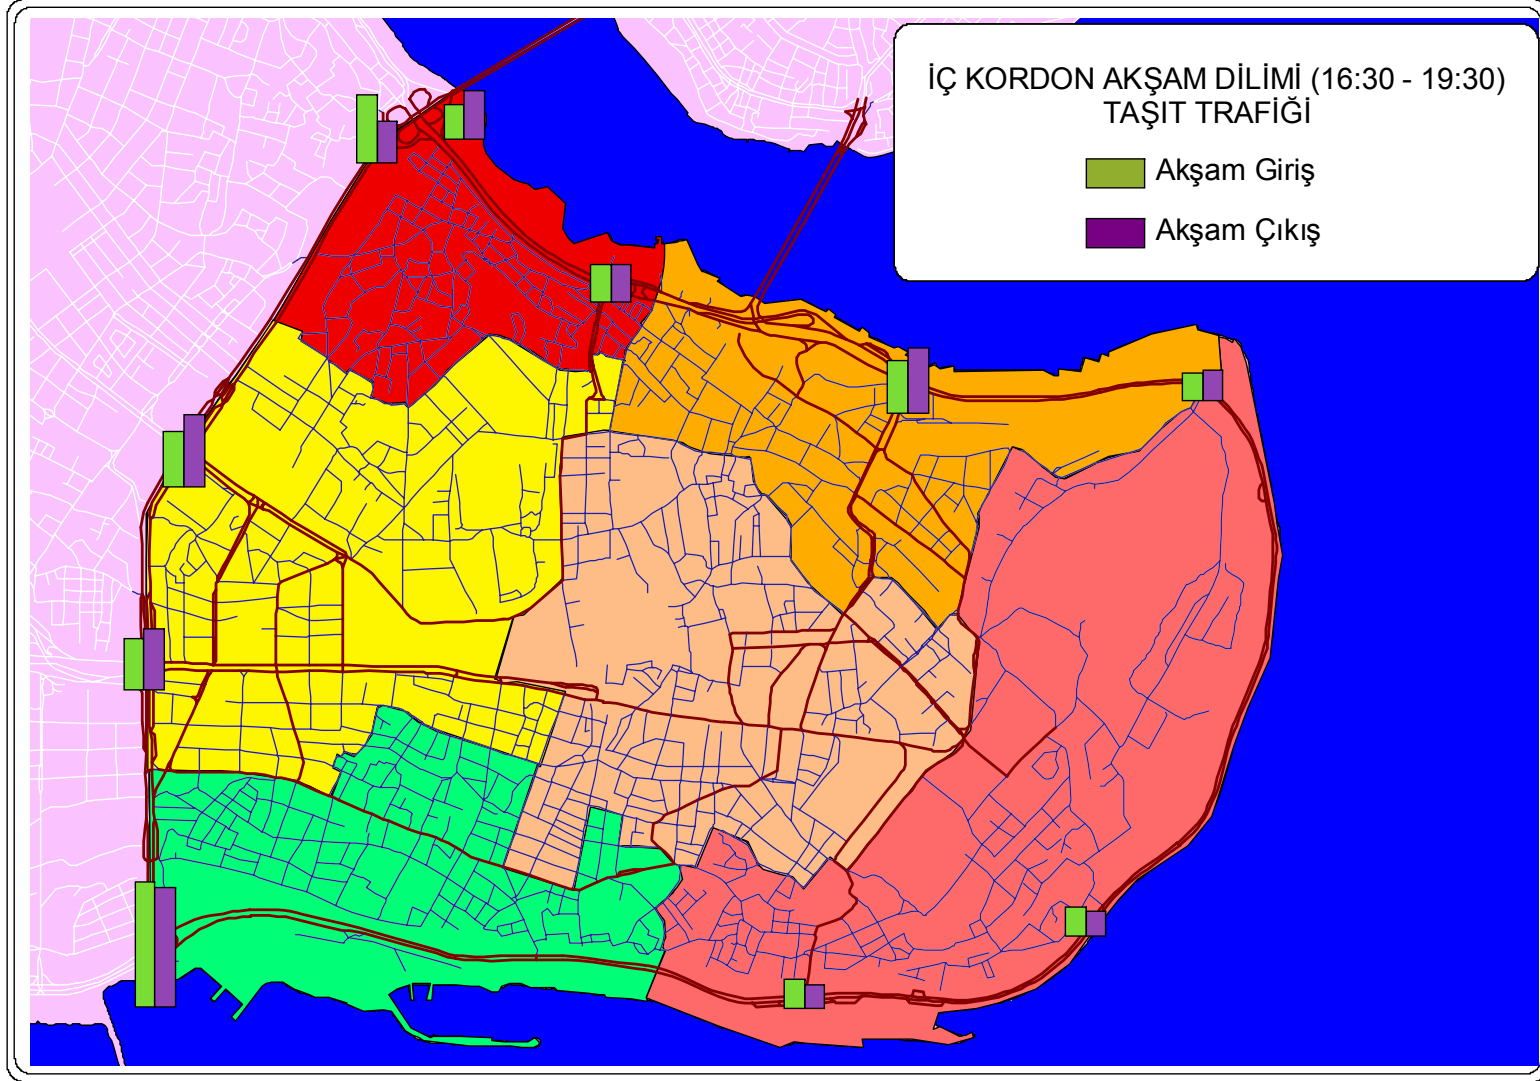 İÇ KORDON AKŞAM DİLİMİ (16:30 - 19:30)
TAŞIT TRAFİĞİ
Akşam Giriş
Akşam Çıkış